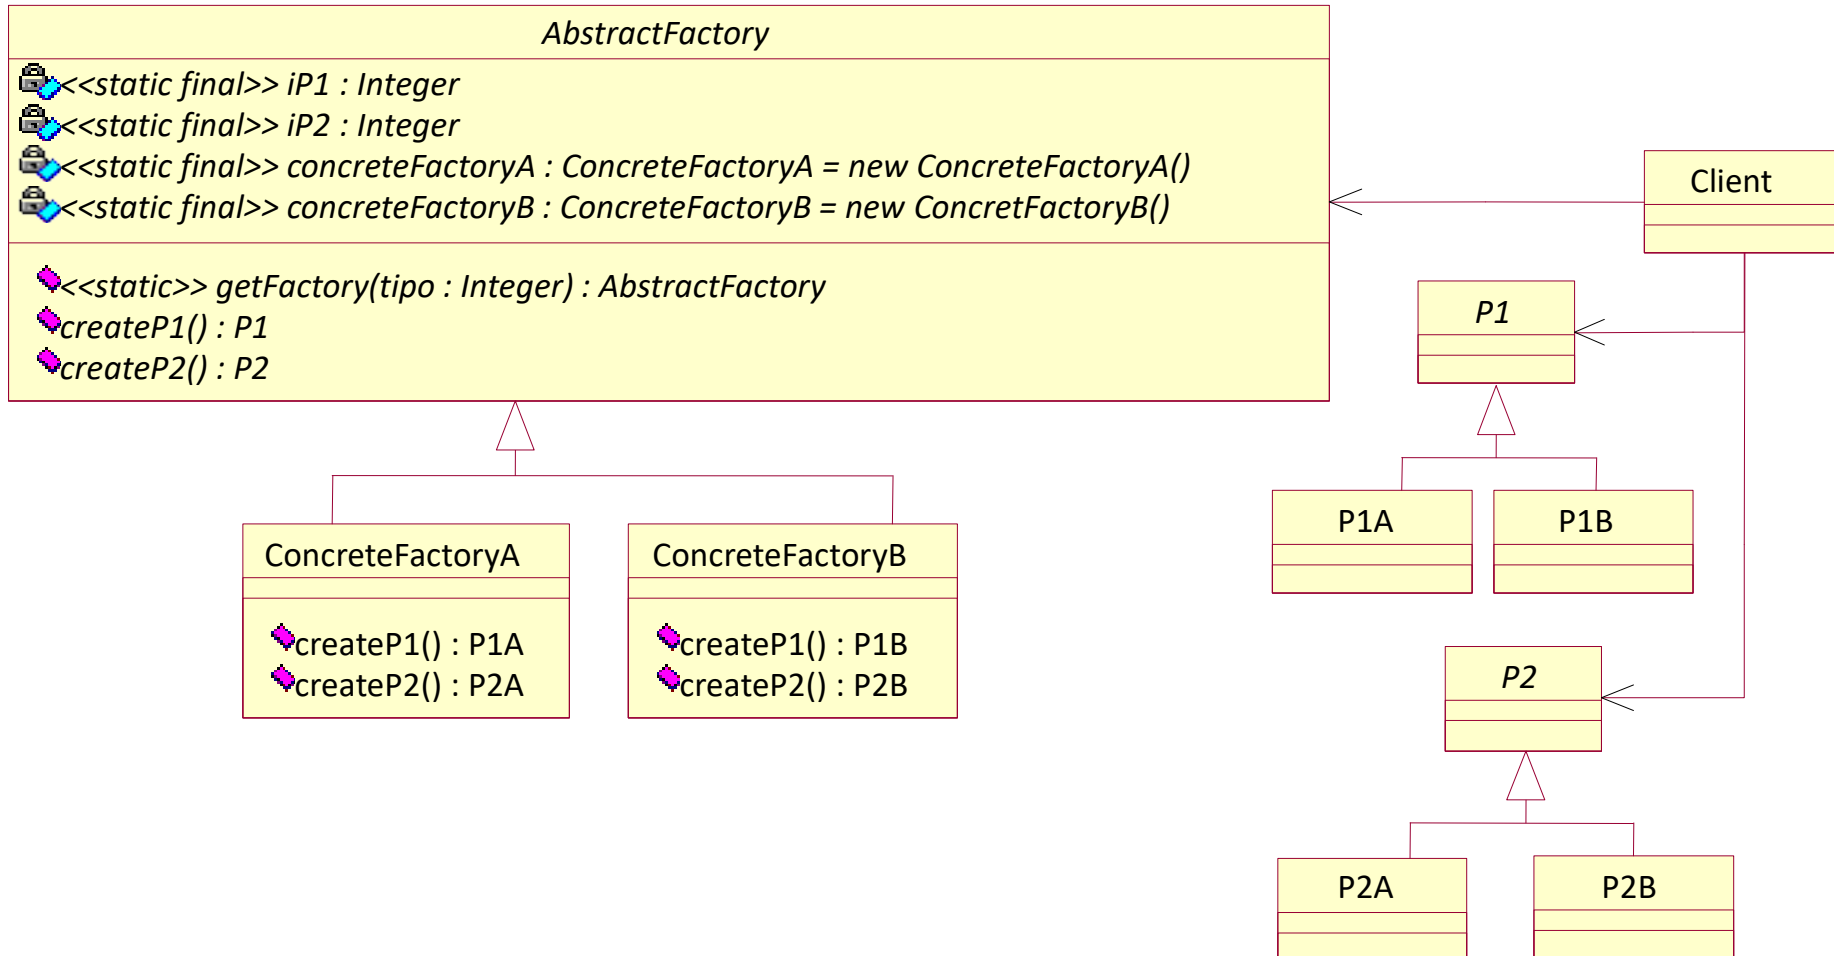 AbstractFactory
<<static final>> iP1 : Integer
<<static final>> iP2 : Integer
<<static final>> concreteFactoryA : ConcreteFactoryA = new ConcreteFactoryA()
<<static final>> concreteFactoryB : ConcreteFactoryB = new ConcretFactoryB()
<<static>> getFactory(tipo : Integer) : AbstractFactory
createP1() : P1
createP2() : P2
Client
P1
P1A
P1B
ConcreteFactoryA
createP1() : P1A
createP2() : P2A
ConcreteFactoryB
createP1() : P1B
createP2() : P2B
P2
P2A
P2B